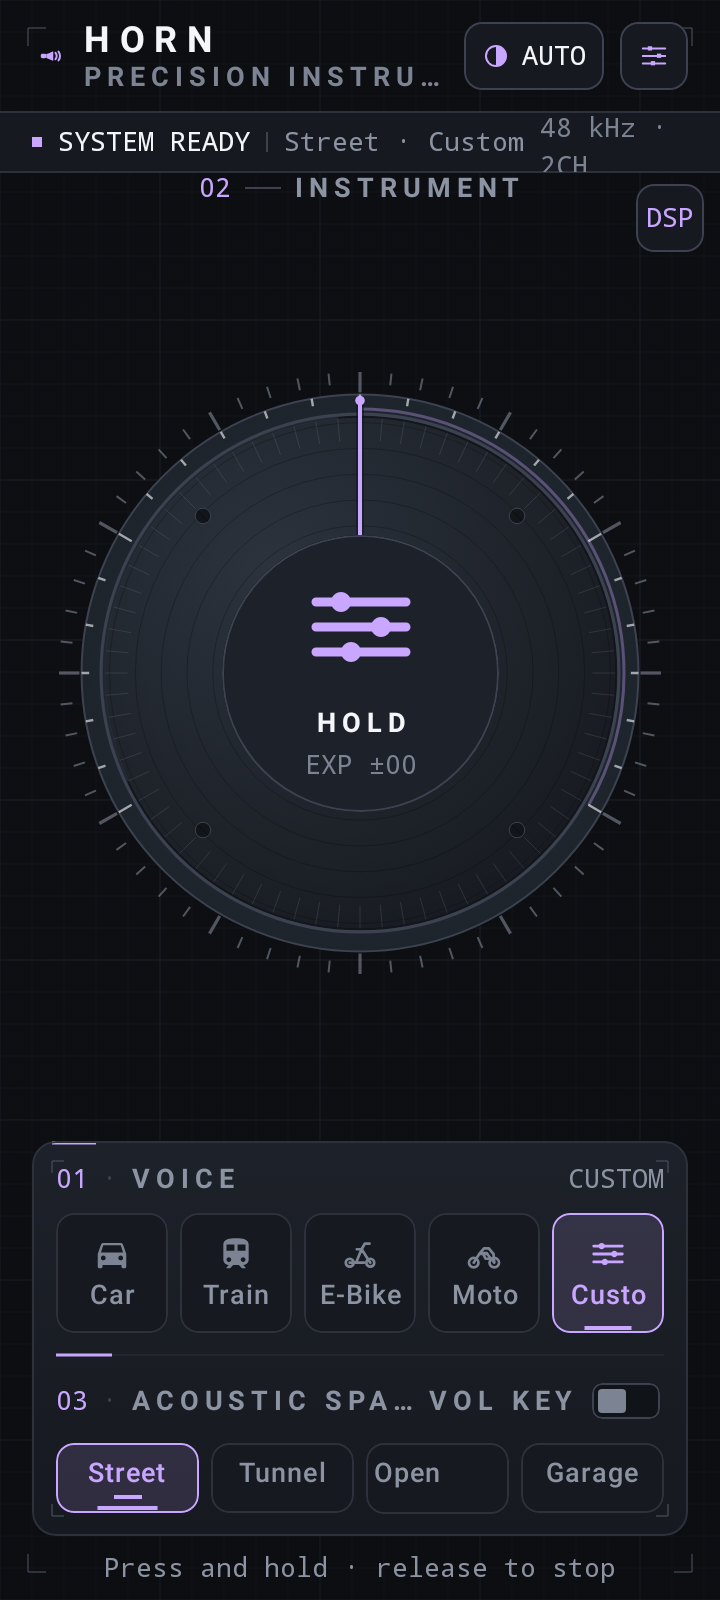 HORN
PRECISION INSTRU…
AUTO
SYSTEM READY
Street · Custom
48 kHz ·
2CH
02 INSTRUMENT
DSP
HOLD
EXP ±00
01 · VOICE
CUSTOM
Car
Train
E-Bike
Moto
Custo
03 · ACOUSTIC SPA…
VOL KEY
Street
Tunnel
Open
Garage
Press and hold · release to stop